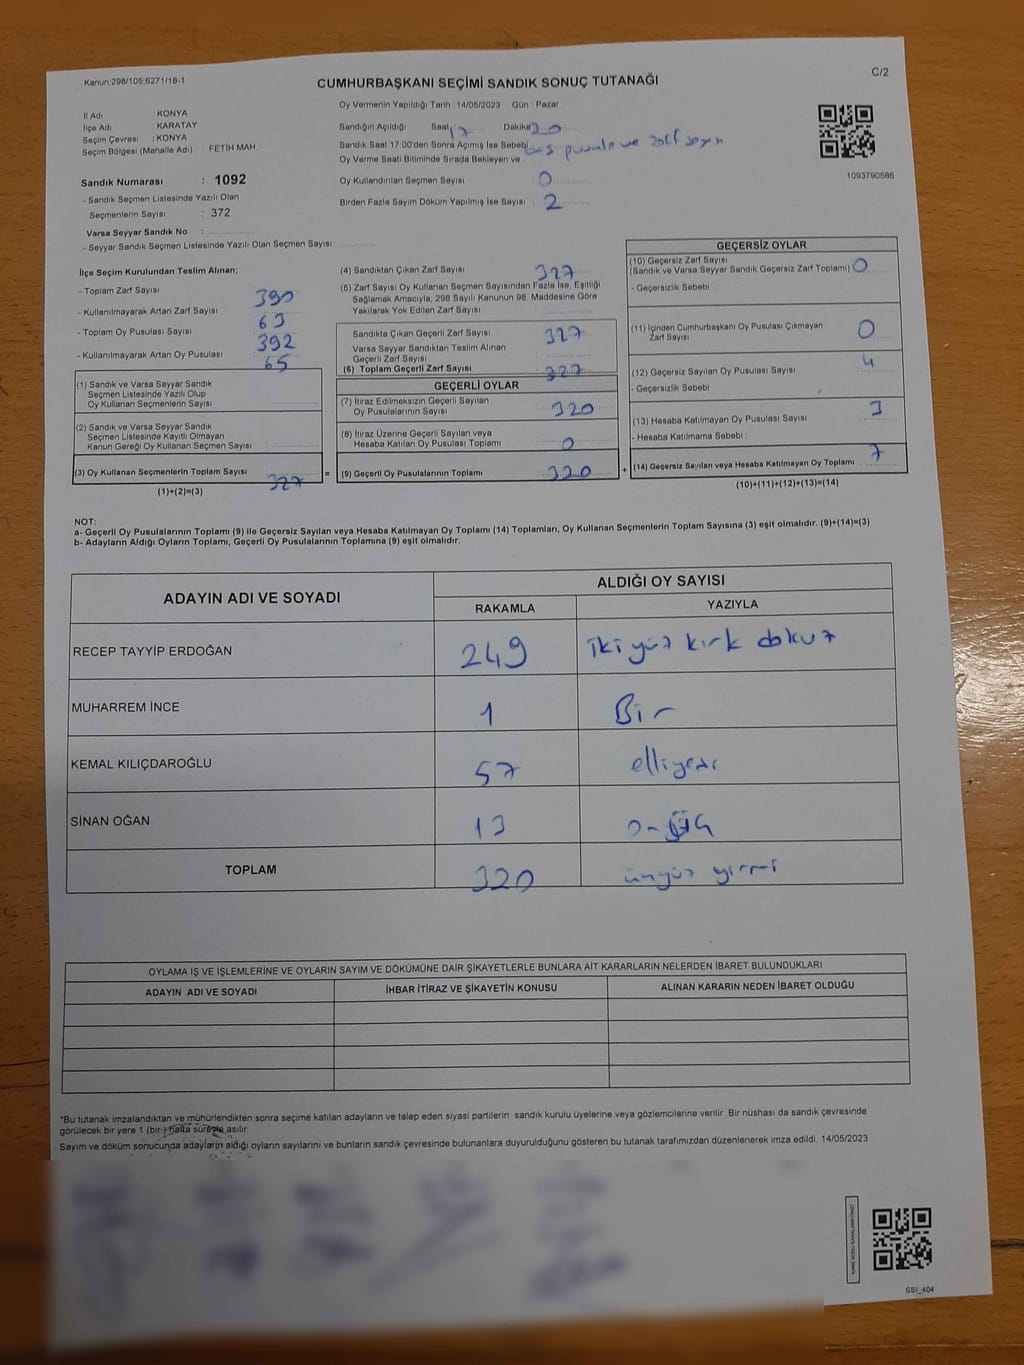 Kanun:298/105;6271/18-1
C/2
CUMHURBAŞKANI SEÇİMİ SANDIK SONUÇ TUTANAĞI
İl Adı : KONYA
İlçe Adı : KARATAY
Seçim Çevresi : KONYA
Seçim Bölgesi (Mahalle Adı) : FETİH MAH.
Sandık Numarası : 1092
- Sandık Seçmen Listesinde Yazılı Olan
Seçmenlerin Sayısı : 372
Varsa Seyyar Sandık No :
- Seyyar Sandık Seçmen Listesinde Yazılı Olan Seçmen Sayısı:
Oy Vermenin Yapıldığı Tarih : 14/05/2023 Gün : Pazar
Sandığın Açıldığı Saat 17 Dakika 20
Sandık Saat 17:00'den Sonra Açımış İse Sebebi boş pusula ve zarf sayın
Oy Verme Saati Bitiminde Sırada Bekleyen ve
Oy Kullandırılan Seçmen Sayısı : 0
Birden Fazla Sayım Döküm Yapılmış İse Sayısı : 2
1093790586
İlçe Seçim Kurulundan Teslim Alınan;
- Toplam Zarf Sayısı 390
- Kullanılmayarak Artan Zarf Sayısı 63
- Toplam Oy Pusulası Sayısı 392
- Kullanılmayarak Artan Oy Pusulası 65
(1) Sandık ve Varsa Seyyar Sandık
Seçmen Listesinde Yazılı Olup
Oy Kullanan Seçmenlerin Sayısı
(2) Sandık ve Varsa Seyyar Sandık
Seçmen Listesinde Kayıtlı Olmayan
Kanun Gereği Oy Kullanan Seçmen Sayısı
(3) Oy Kullanan Seçmenlerin Toplam Sayısı 327
(1)+(2)=(3)
(4) Sandıktan Çıkan Zarf Sayısı 327
(5) Zarf Sayısı Oy Kullanan Seçmen Sayısından Fazla İse, Eşitliği
Sağlamak Amacıyla, 298 Sayılı Kanunun 98. Maddesine Göre
Yakılarak Yok Edilen Zarf Sayısı:
Sandıkta Çıkan Geçerli Zarf Sayısı 327
Varsa Seyyar Sandıktan Teslim Alınan
Geçerli Zarf Sayısı
(6) Toplam Geçerli Zarf Sayısı 327
GEÇERLİ OYLAR
(7) İtiraz Edilmeksizin Geçerli Sayılan
Oy Pusulalarının Sayısı : 320
(8) İtiraz Üzerine Geçerli Sayılan veya
Hesaba Katılan Oy Pusulası Toplamı 0
= (9) Geçerli Oy Pusulalarının Toplamı 320 +
GEÇERSİZ OYLAR
(10) Geçersiz Zarf Sayısı
(Sandık ve Varsa Seyyar Sandık Geçersiz Zarf Toplamı) 0
- Geçersizlik Sebebi :
(11) İçinden Cumhurbaşkanı Oy Pusulası Çıkmayan
Zarf Sayısı 0
(12) Geçersiz Sayılan Oy Pusulası Sayısı 4
- Geçersizlik Sebebi :
(13) Hesaba Katılmayan Oy Pusulası Sayısı 3
- Hesaba Katılmama Sebebi :
(14) Geçersiz Sayılan veya Hesaba Katılmayan Oy Toplamı 7
(10)+(11)+(12)+(13)=(14)
NOT:
a- Geçerli Oy Pusulalarının Toplamı (9) ile Geçersiz Sayılan veya Hesaba Katılmayan Oy Toplamı (14) Toplamları, Oy Kullanan Seçmenlerin Toplam Sayısına (3) eşit olmalıdır. (9)+(14)=(3)
b- Adayların Aldığı Oyların Toplamı, Geçerli Oy Pusulalarının Toplamına (9) eşit olmalıdır.
ADAYIN ADI VE SOYADI ALDIĞI OY SAYISI
RAKAMLA YAZIYLA
RECEP TAYYİP ERDOĞAN 249 iki yüz kırk dokuz
MUHARREM İNCE 1 Bir
KEMAL KILIÇDAROĞLU 57 elliyedi
SİNAN OĞAN 13 onüç
TOPLAM 320 üçyüz yirmi
OYLAMA İŞ VE İŞLEMLERİNE VE OYLARIN SAYIM VE DÖKÜMÜNE DAİR ŞİKAYETLERLE BUNLARA AİT KARARLARIN NELERDEN İBARET BULUNDUKLARI
ADAYIN ADI VE SOYADI İHBAR İTİRAZ VE ŞİKAYETİN KONUSU ALINAN KARARIN NEDEN İBARET OLDUĞU
*Bu tutanak imzalandıktan ve mühürlendikten sonra seçime katılan adayların ve talep eden siyasi partilerin sandık kurulu üyelerine veya gözlemcilerine verilir. Bir nüshası da sandık çevresinde
görülecek bir yere 1 (bir ) hafta süreyle asılır.
Sayım ve döküm sonucunda adayların aldığı oyların sayılarını ve bunların sandık çevresinde bulunanlara duyurulduğunu gösteren bu tutanak tarafımızdan düzenlenerek imza edildi. 14/05/2023
GSI_404